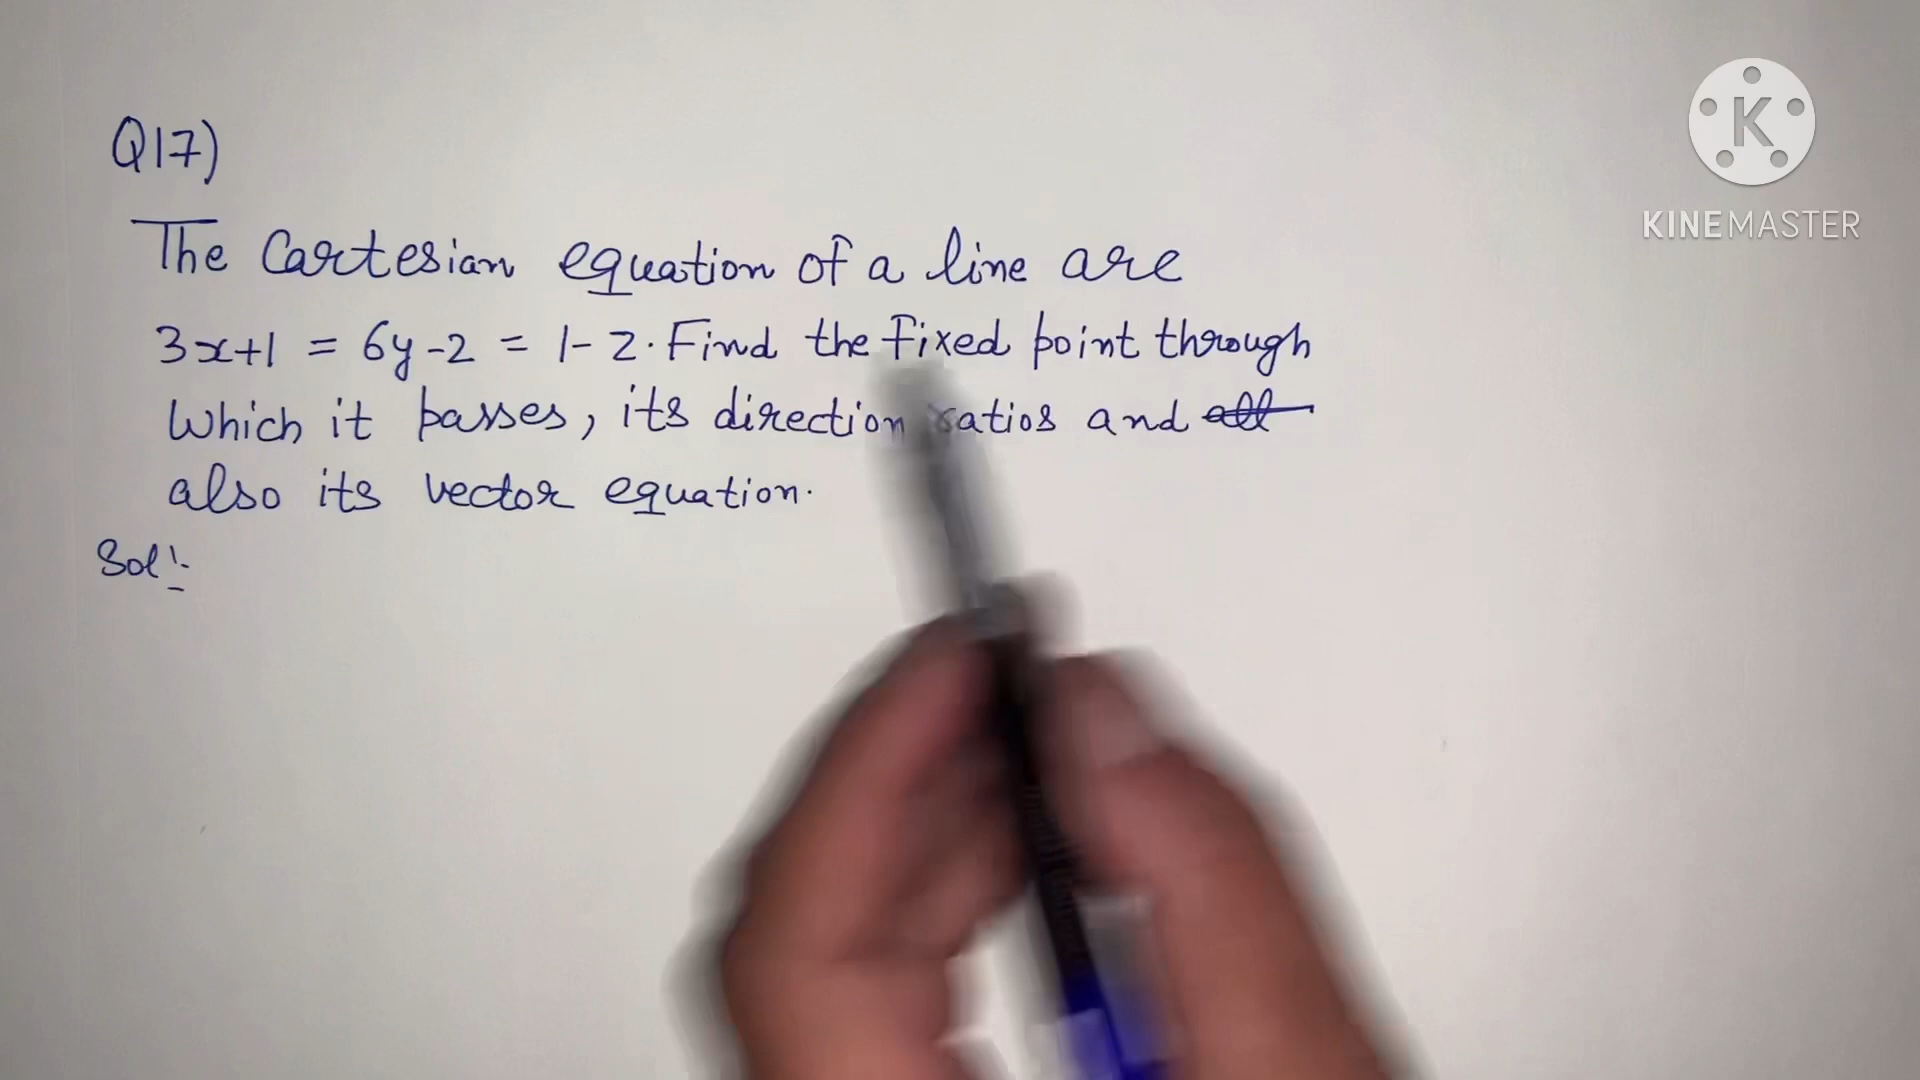 Q17)
The Cartesian equation of a line are
3x+1 = 6y-2 = 1-z. Find the fixed point through
which it passes, its direction ratios and all
also its vector equation.
Sol:-
K
KINEMASTER